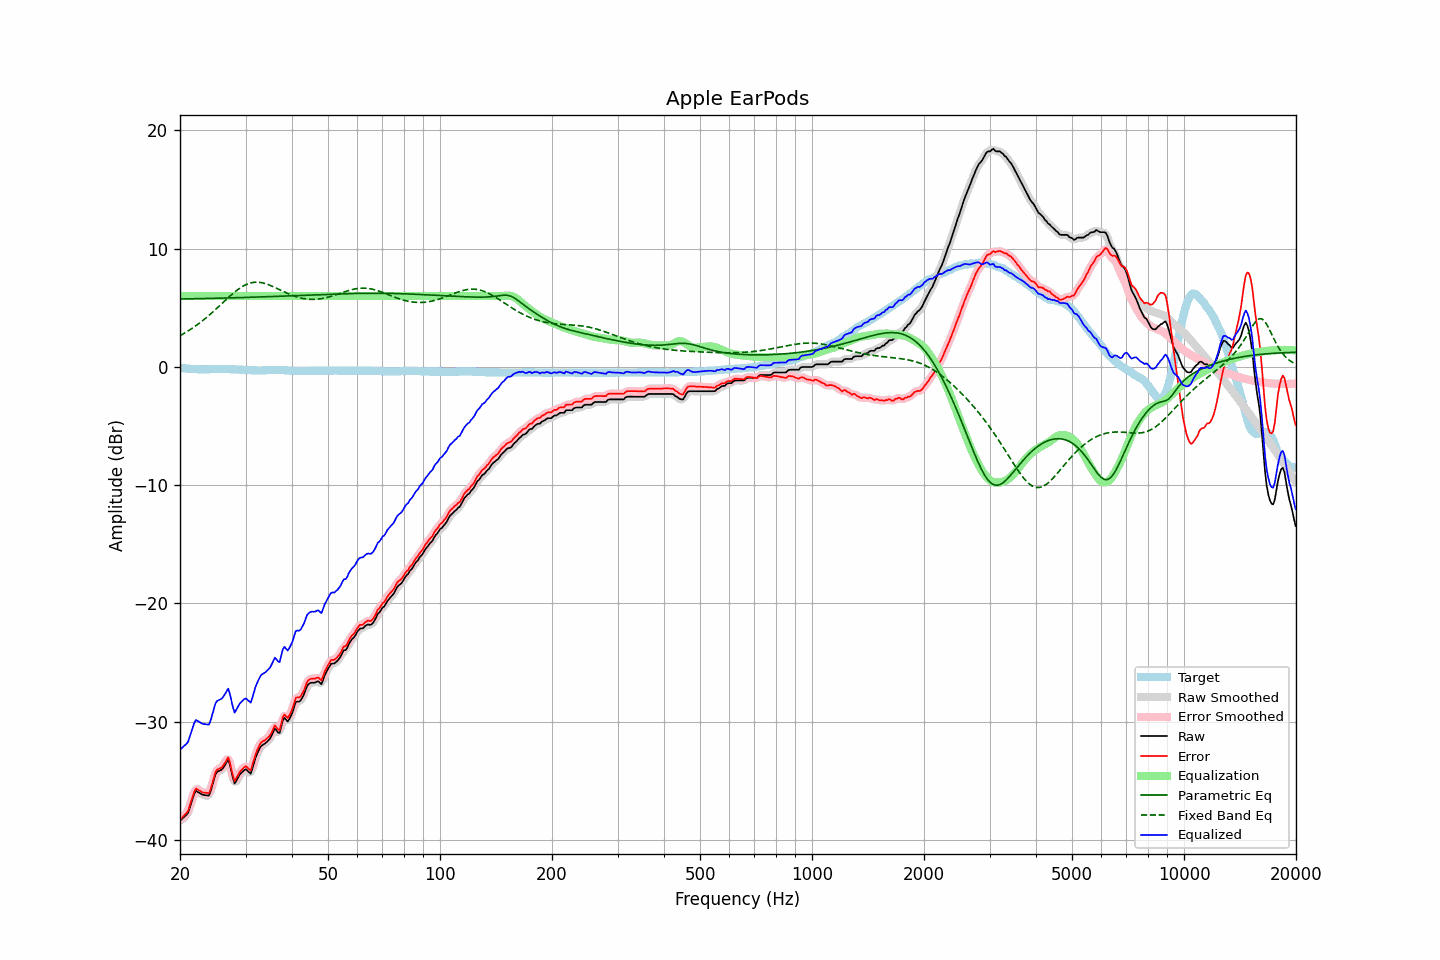 Apple EarPods
Amplitude (dBr)
20
10
0
−10
−20
−30
−40
20
50
100
200
500
1000
2000
5000
10000
20000
Frequency (Hz)
Target
Raw Smoothed
Error Smoothed
Raw
Error
Equalization
Parametric Eq
Fixed Band Eq
Equalized